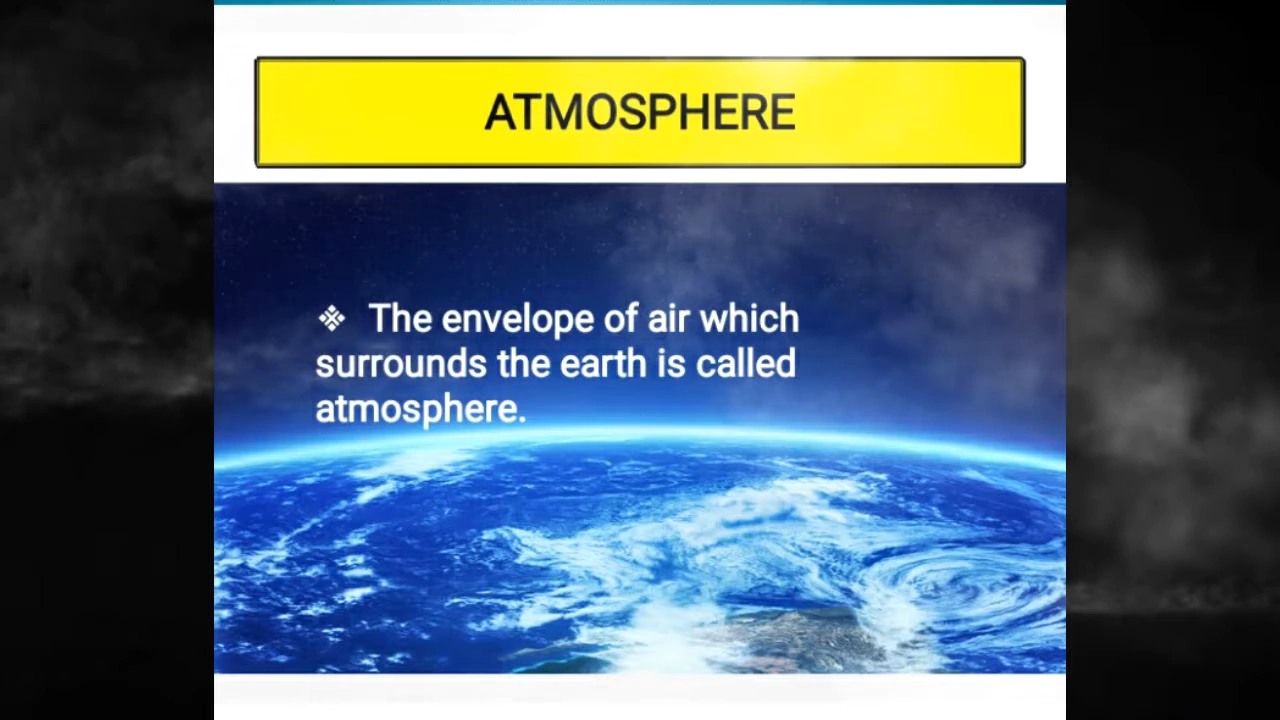 ATMOSPHERE
❖ The envelope of air which
surrounds the earth is called
atmosphere.